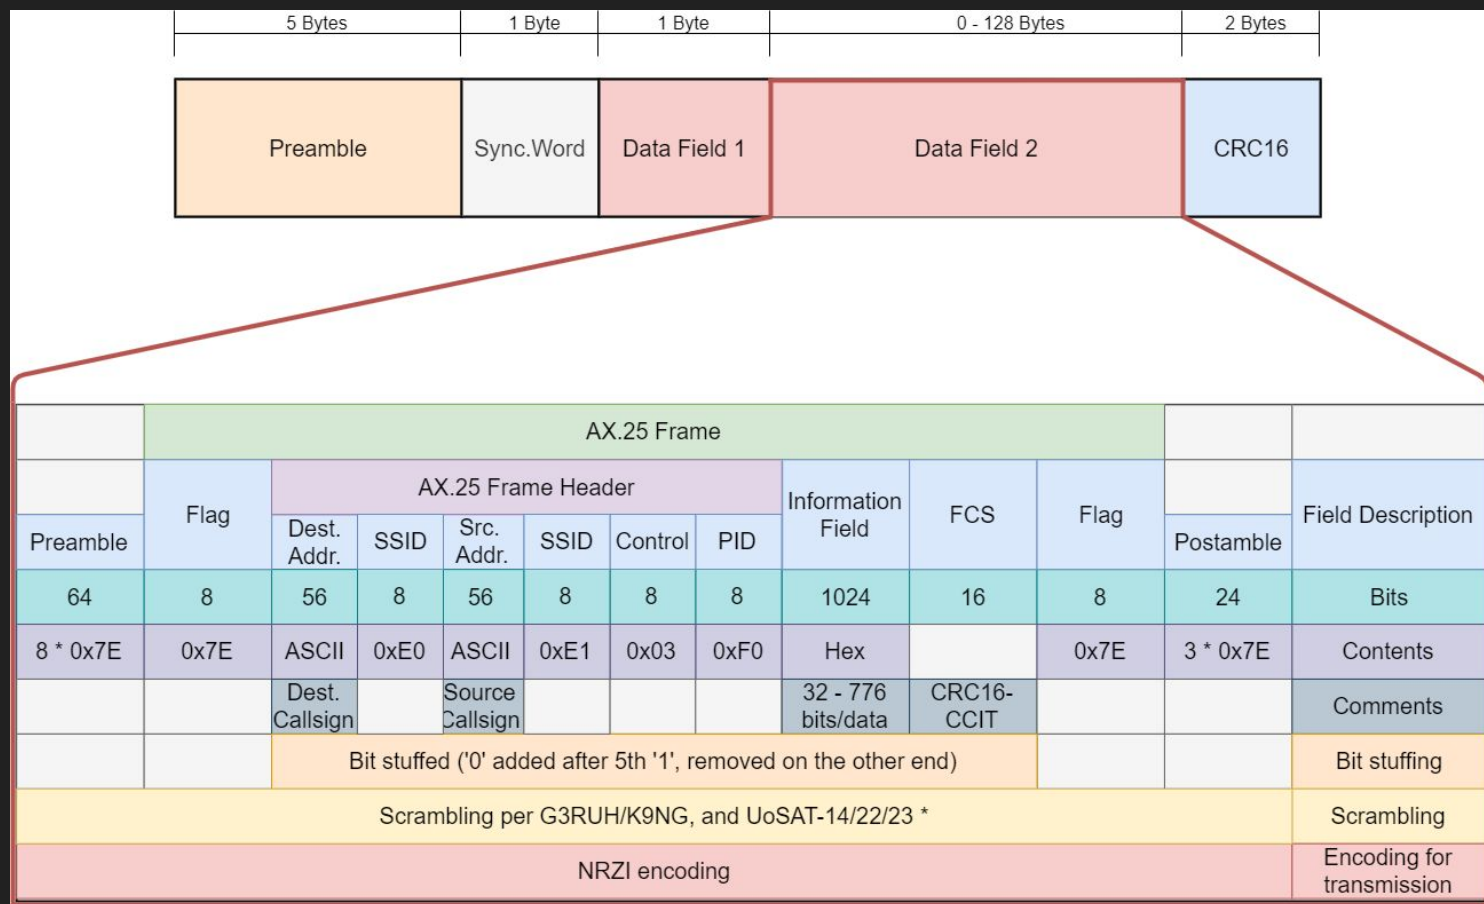 5 Bytes
1 Byte
1 Byte
0 - 128 Bytes
2 Bytes
Preamble
Sync.Word
Data Field 1
Data Field 2
CRC16
AX.25 Frame
AX.25 Frame Header
Preamble
Flag
Dest.
Addr.
SSID
Src.
Addr.
SSID
Control
PID
Information
Field
FCS
Flag
Postamble
Field Description
64
8
56
8
56
8
8
8
1024
16
8
24
Bits
8 * 0x7E
0x7E
ASCII
0xE0
ASCII
0xE1
0x03
0xF0
Hex
0x7E
3 * 0x7E
Contents
Dest.
Callsign
Source
Callsign
32 - 776
bits/data
CRC16-
CCIT
Comments
Bit stuffed ('0' added after 5th '1', removed on the other end)
Bit stuffing
Scrambling per G3RUH/K9NG, and UoSAT-14/22/23 *
Scrambling
NRZI encoding
Encoding for
transmission